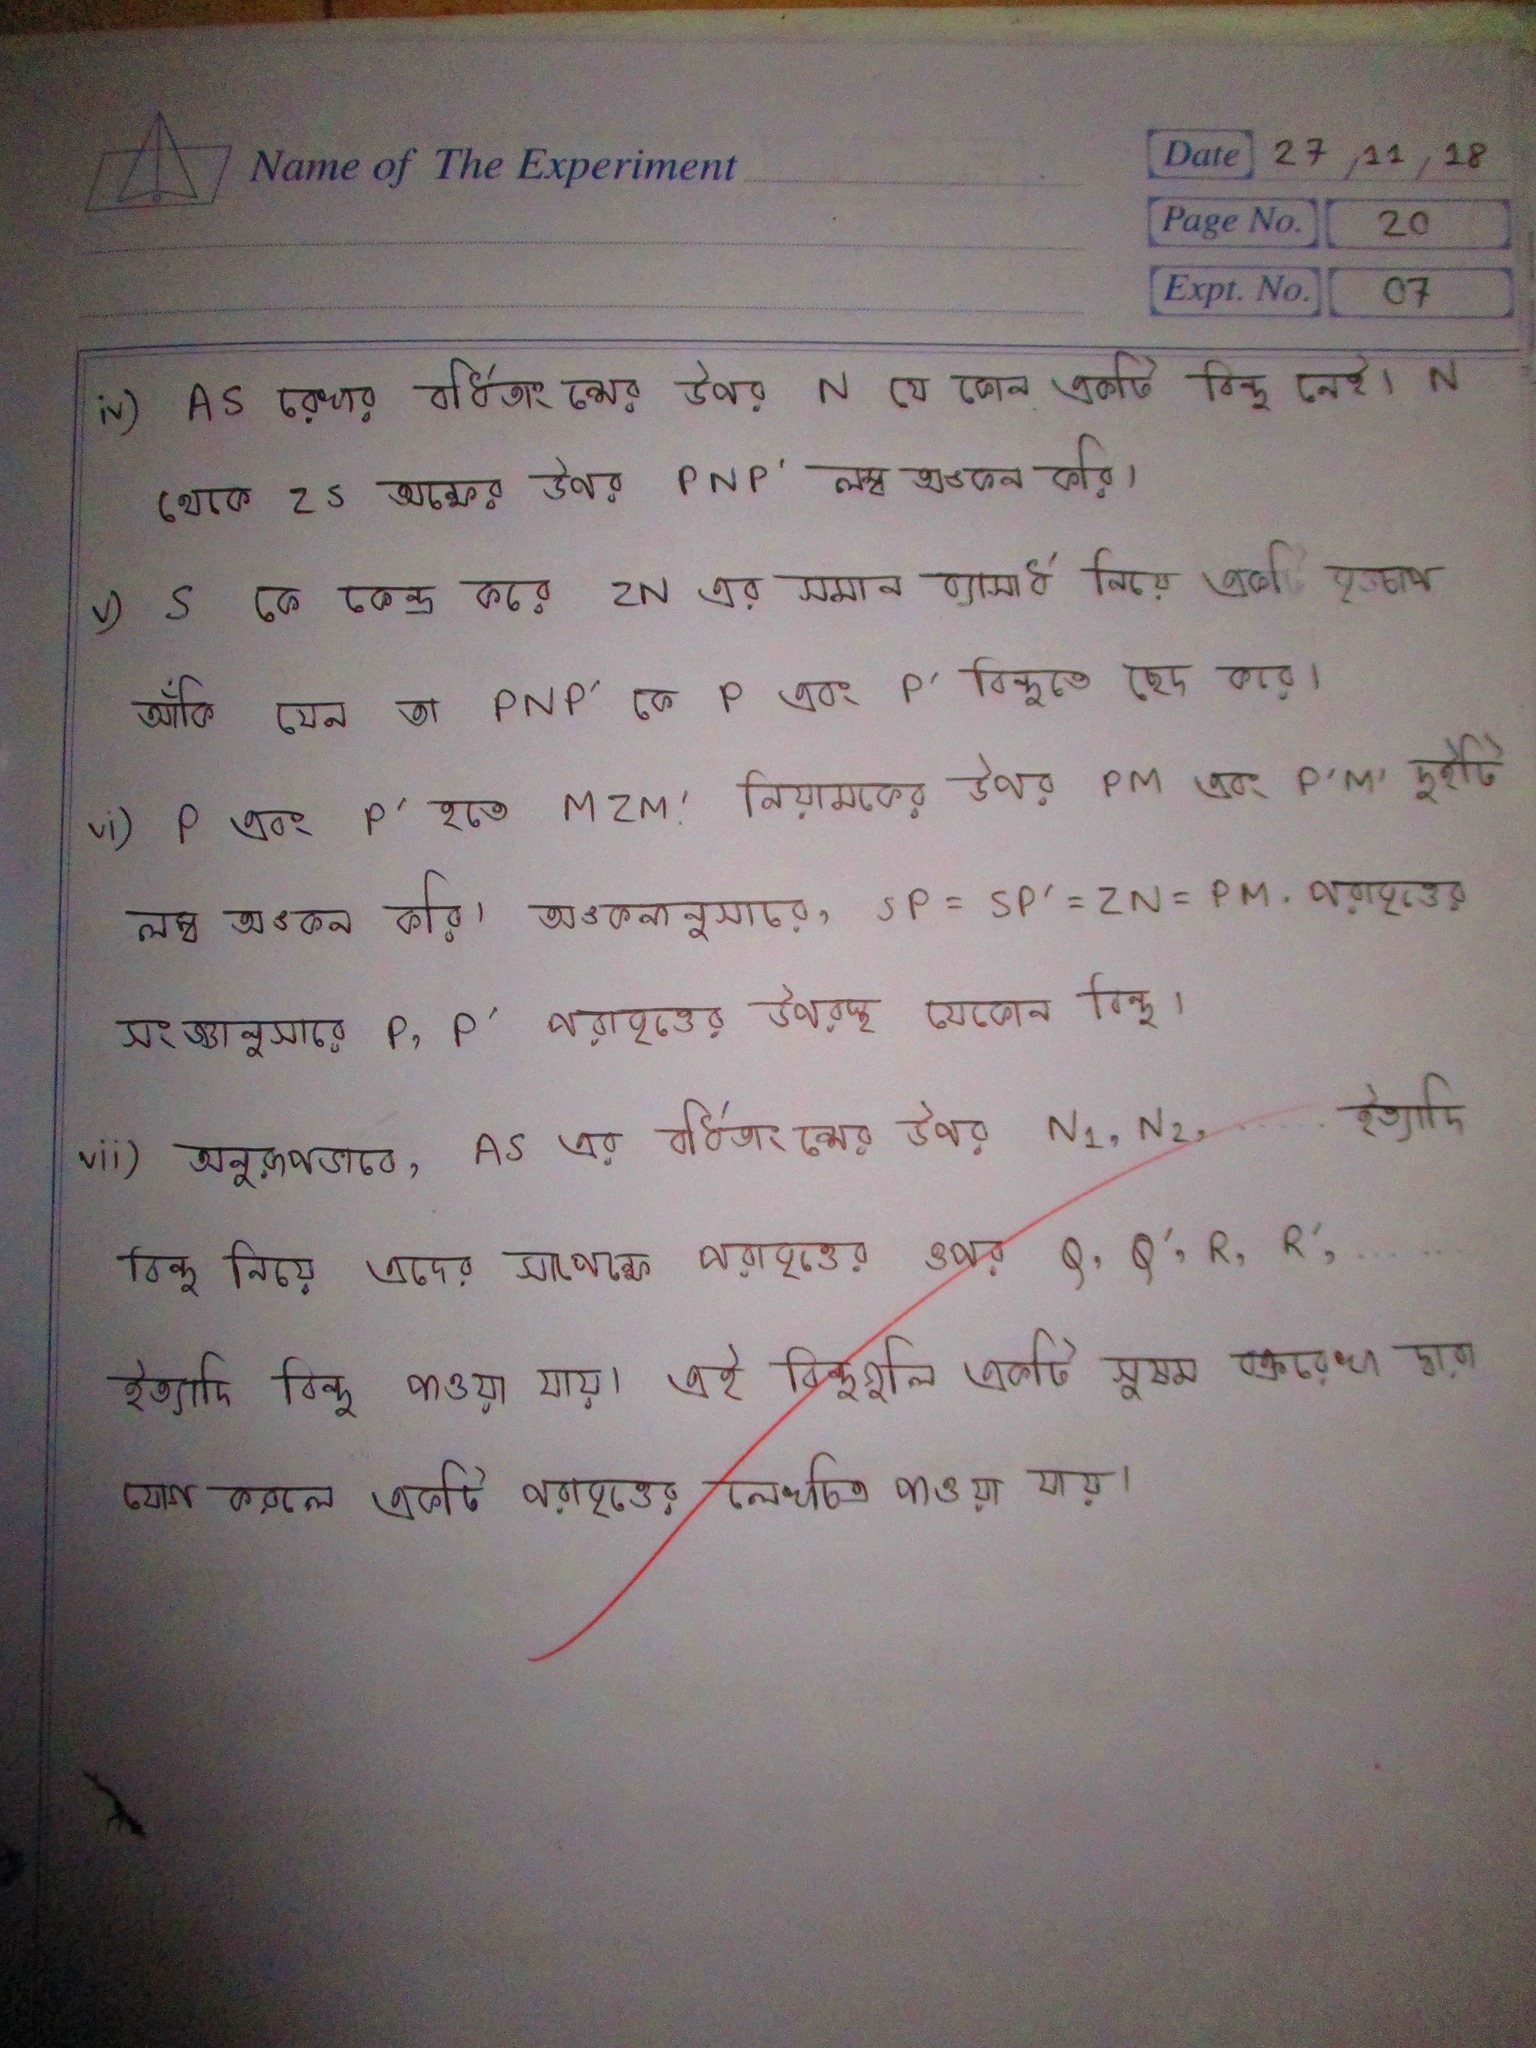 Name of The Experiment
Date 27/11/18
Page No. 20
Expt. No. 07
iv) AS রেখার বর্ধিতাংশের উপর N যে কোন একটি বিন্দু নেই। N
থেকে ZS অক্ষের উপর PNP' লম্ব অঙ্কন করি।
v) S কে কেন্দ্র করে ZN এর সমান ব্যাসার্ধ নিয়ে একটি বৃত্তচাপ
আঁকি যেন তা PNP' কে P এবং P' বিন্দুতে ছেদ করে।
vi) P এবং P' হতে MZM' নিয়ামকের উপর PM এবং P'M' দুইটি
লম্ব অঙ্কন করি। অঙ্কনানুসারে, SP = SP' = ZN = PM. পরাবৃত্তের
সংজ্ঞানুসারে P, P' পরাবৃত্তের উপরস্থ যেকোন বিন্দু।
vii) অনুরূপভাবে, AS এর বর্ধিতাংশের উপর N1, N2, ...... ইত্যাদি
বিন্দু নিয়ে এদের সাপেক্ষে পরাবৃত্তের ওপর Q, Q', R, R', ......
ইত্যাদি বিন্দু পাওয়া যায়। এই বিন্দুগুলি একটি সুষম বক্ররেখা দ্বারা
যোগ করলে একটি পরাবৃত্তের লেখচিত্র পাওয়া যায়।